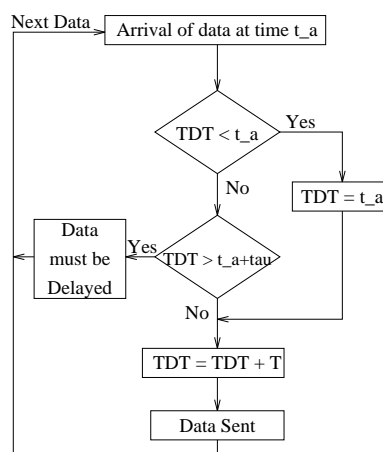 Next Data
Arrival of data at time t_a
TDT < t_a
Yes
No
TDT = t_a
Data
must be
Delayed
Yes
TDT > t_a+tau
No
TDT = TDT + T
Data Sent